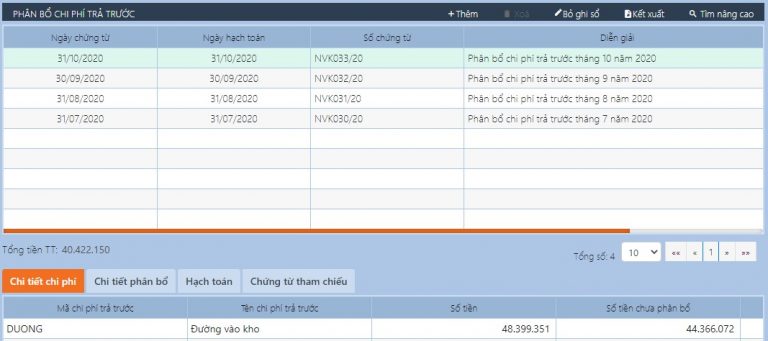 PHÂN BỔ CHI PHÍ TRẢ TRƯỚC +Thêm Xoá Bỏ ghi sổ Kết xuất Tìm nâng cao
Ngày chứng từ Ngày hạch toán Số chứng từ Diễn giải
31/10/2020 31/10/2020 NVK033/20 Phân bổ chi phí trả trước tháng 10 năm 2020
30/09/2020 30/09/2020 NVK032/20 Phân bổ chi phí trả trước tháng 9 năm 2020
31/08/2020 31/08/2020 NVK031/20 Phân bổ chi phí trả trước tháng 8 năm 2020
31/07/2020 31/07/2020 NVK030/20 Phân bổ chi phí trả trước tháng 7 năm 2020
Tổng tiền TT: 40.422.150
Tổng số: 4 10 «« « 1 » »»
Chi tiết chi phí Chi tiết phân bổ Hạch toán Chứng từ tham chiếu
Mã chi phí trả trước Tên chi phí trả trước Số tiền Số tiền chưa phân bổ
DUONG Đường vào kho 48.399.351 44.366.072